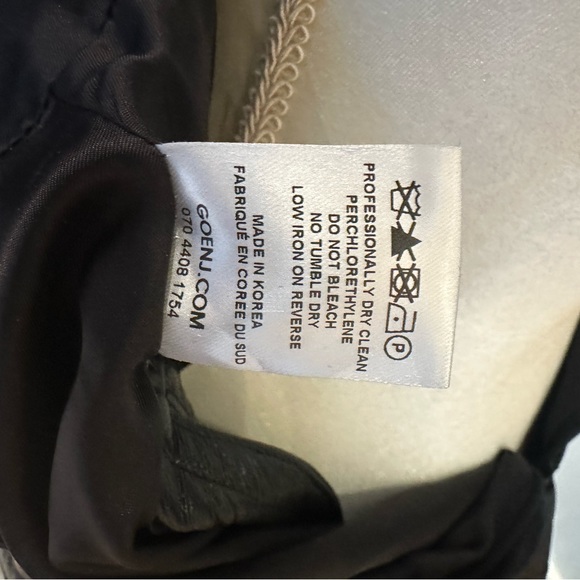 PROFESSIONALLY DRY CLEAN
PERCHLORETHYLENE
DO NOT BLEACH
NO TUMBLE DRY
LOW IRON ON REVERSE
MADE IN KOREA
FABRIQUÉ EN COREE DU SUD
GOENJ.COM
070 4408 1754
P